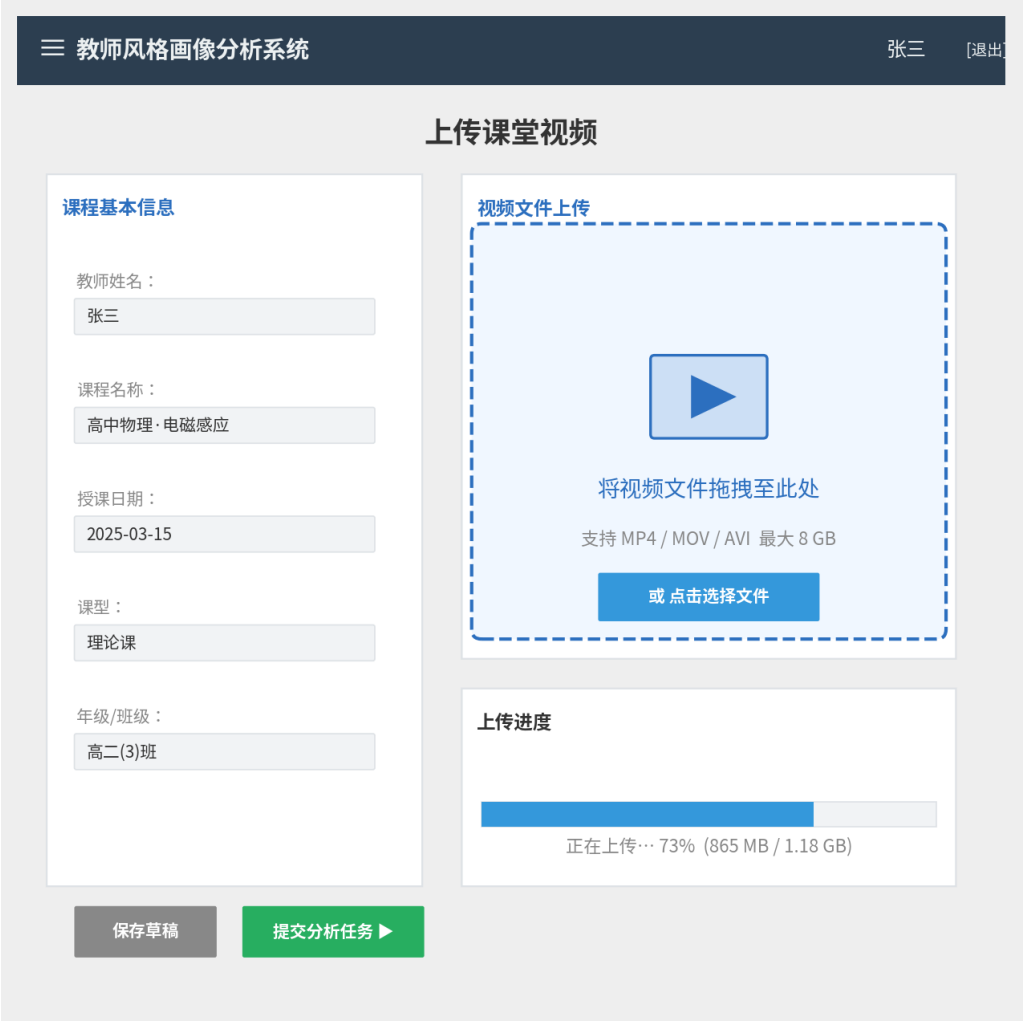 教师风格画像分析系统
张三
[退出]
上传课堂视频
课程基本信息
教师姓名：
张三
课程名称：
高中物理·电磁感应
授课日期：
2025-03-15
课型：
理论课
年级/班级：
高二(3)班
视频文件上传
将视频文件拖拽至此处
支持 MP4 / MOV / AVI 最大 8 GB
或 点击选择文件
上传进度
正在上传… 73% (865 MB / 1.18 GB)
保存草稿
提交分析任务 ▶